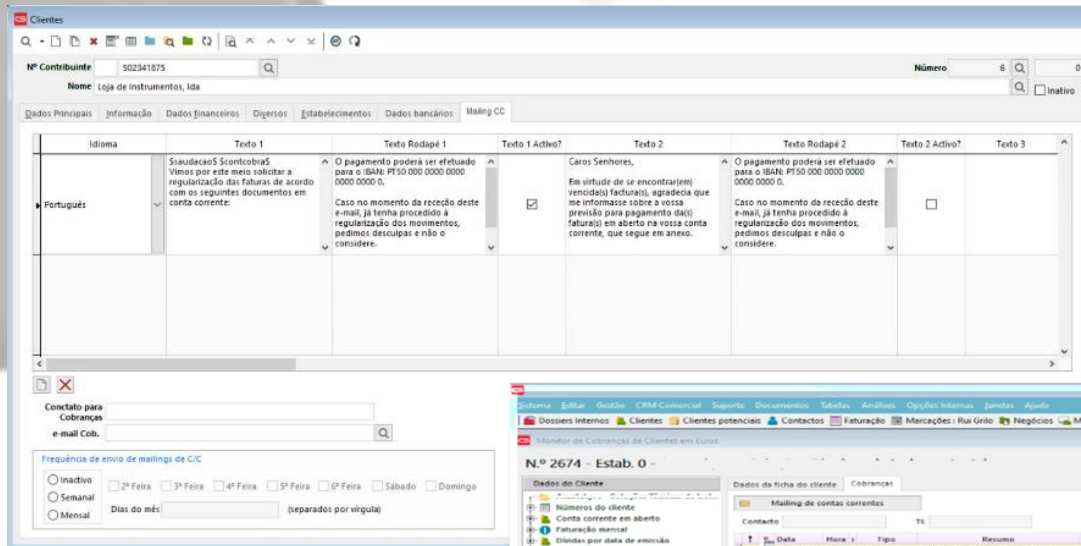 CS Clientes
Nº Contribuinte 502341875 Número 6 0
Nome Loja de Instrumentos, lda Inativo
Dados Principais Informação Dados financeiros Diversos Estabelecimentos Dados bancários Mailing CC
Idioma Texto 1 Texto Rodapé 1 Texto 1 Activo? Texto 2 Texto Rodapé 2 Texto 2 Activo? Texto 3
Português
$saudacao$ $contcobra$
Vimos por este meio solicitar a
regularização das faturas de acordo
com os seguintes documentos em
conta corrente:
O pagamento poderá ser efetuado
para o IBAN: PT50 000 0000 0000
0000 0000 0.
Caso no momento da receção deste
e-mail, já tenha procedido à
regularização dos movimentos,
pedimos desculpas e não o
considere.
Caros Senhores,
Em virtude de se encontrar(em)
vencida(s) factura(s), agradecia que
me informasse sobre a vossa
previsão para pagamento da(s)
fatura(s) em aberto na vossa conta
corrente, que segue em anexo.
O pagamento poderá ser efetuado
para o IBAN: PT50 000 0000 0000
0000 0000 0.
Caso no momento da receção deste
e-mail, já tenha procedido à
regularização dos movimentos,
pedimos desculpas e não o
considere.
Conctato para
Cobranças
e-mail Cob.
Frequência de envio de mailings de C/C
Inactivo
Semanal
Mensal
2ª Feira 3ª Feira 4ª Feira 5ª Feira 6ª Feira Sábado Domingo
Dias do mês (separados por vírgula)
CS
Sistema Editar Gestão CRM Comercial Suporte Documentos Tabelas Análises Opções Internas Janelas Ajuda
Dossiers Internos Clientes Clientes potenciais Contactos Faturação Marcações: Rui Grilo Negócios M
CS Monitor de Cobranças de Clientes em Euros
N.º 2674 - Estab. 0 -
Dados do Cliente
Números do cliente
Conta corrente em aberto
Faturação mensal
Dívidas por data de emissão
Dados da ficha do cliente Cobranças
Mailing de contas correntes
Contacto Tl:
! Data Hora Tipo Resumo